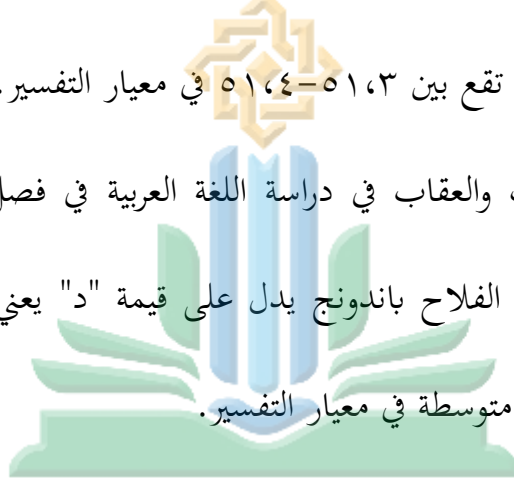 تقع بين ٥١،٣–٥١،٤ في معيار التفسير.
والعقاب في دراسة اللغة العربية في فصل
الفلاح باندونج يدل على قيمة "د" يعني
متوسطة في معيار التفسير.